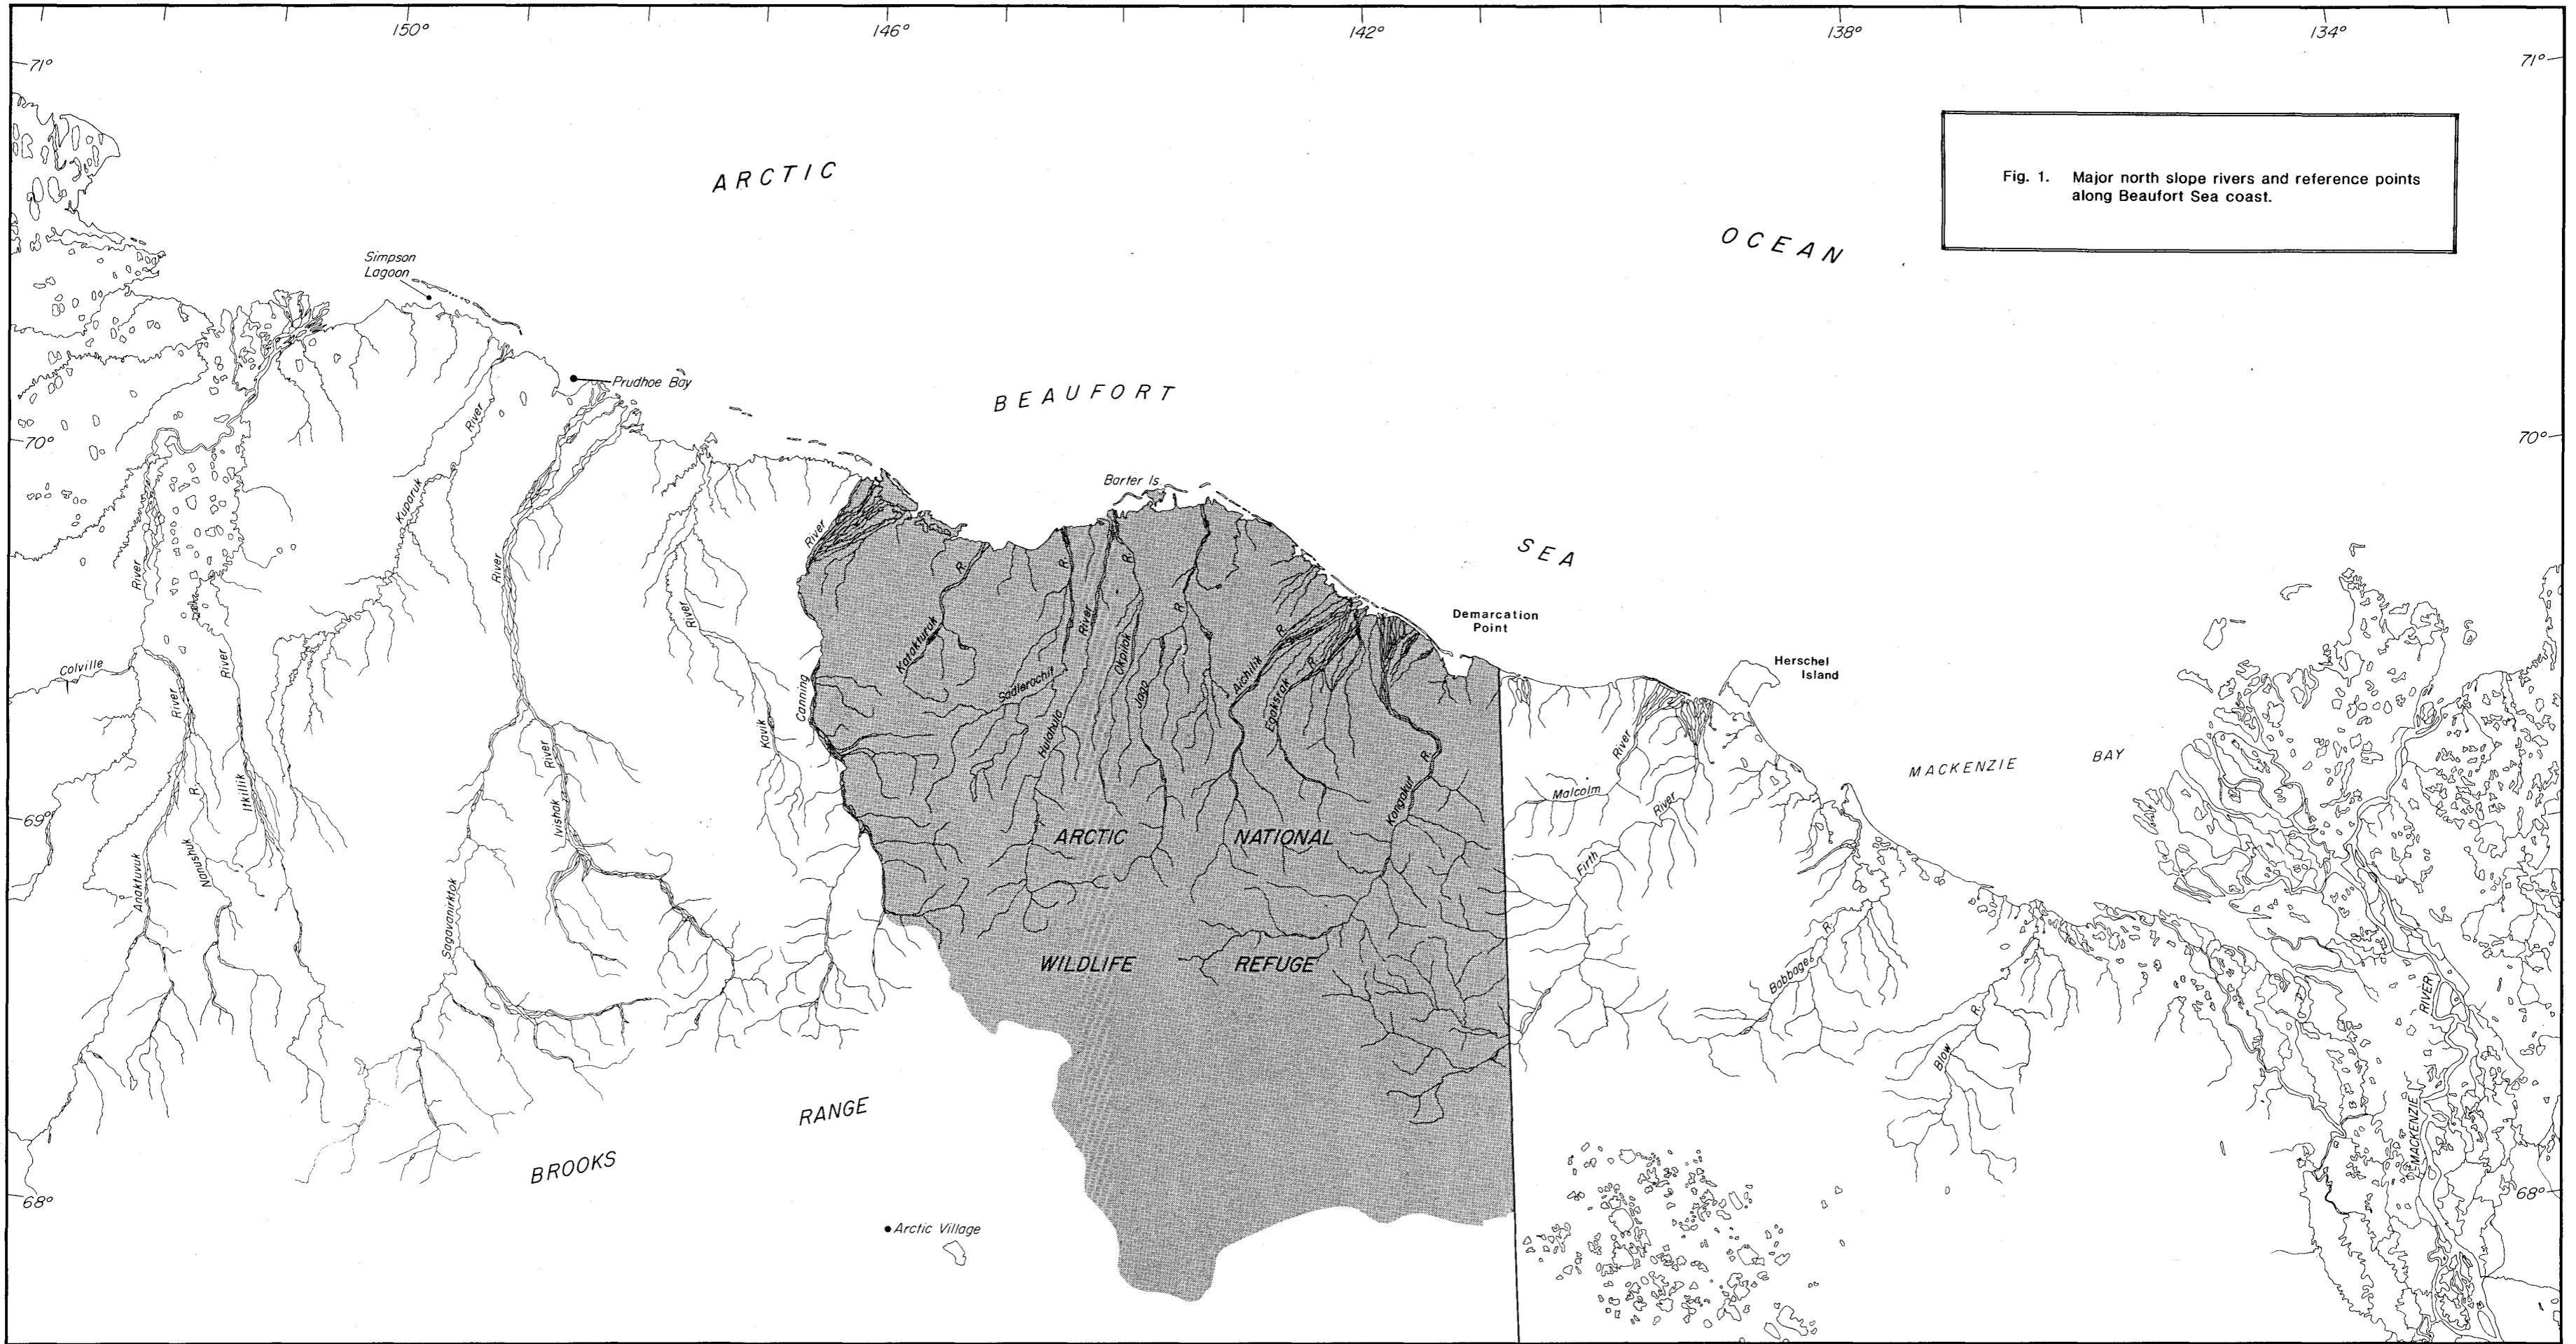 150°
146°
142°
138°
134°
71°
71°
ARCTIC
OCEAN
Fig. 1. Major north slope rivers and reference points
along Beaufort Sea coast.
Simpson
Lagoon
Prudhoe Bay
BEAUFORT
SEA
70°
70°
Barter Is.
Demarcation
Point
Herschel
Island
MACKENZIE BAY
Colville River
Anaktuvuk River
Nanushuk R.
Itkillik River
Kuparuk River
Sagavanirktok River
Ivishak River
Kavik River
Canning River
Katakturuk R.
Sadlerochit R.
Hulahula River
Okpilak R.
Jago R.
Aichilik R.
Egaksrak R.
Kongakut R.
Malcolm River
Firth River
Babbage R.
Blow R.
MACKENZIE RIVER
69°
ARCTIC NATIONAL
WILDLIFE REFUGE
BROOKS RANGE
68°
68°
Arctic Village